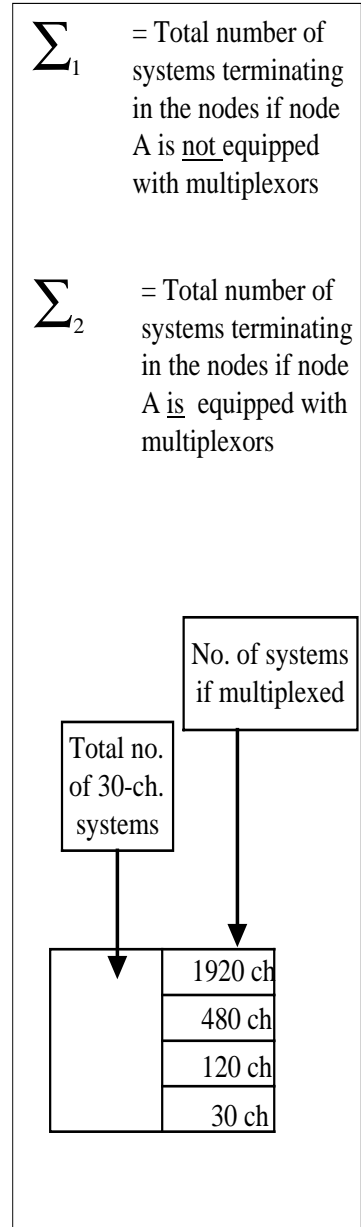 ∑1 = Total number of
systems terminating
in the nodes if node
A is not equipped
with multiplexors
∑2 = Total number of
systems terminating
in the nodes if node
A is equipped with
multiplexors
No. of systems
if multiplexed
Total no.
of 30-ch.
systems
1920 ch
480 ch
120 ch
30 ch